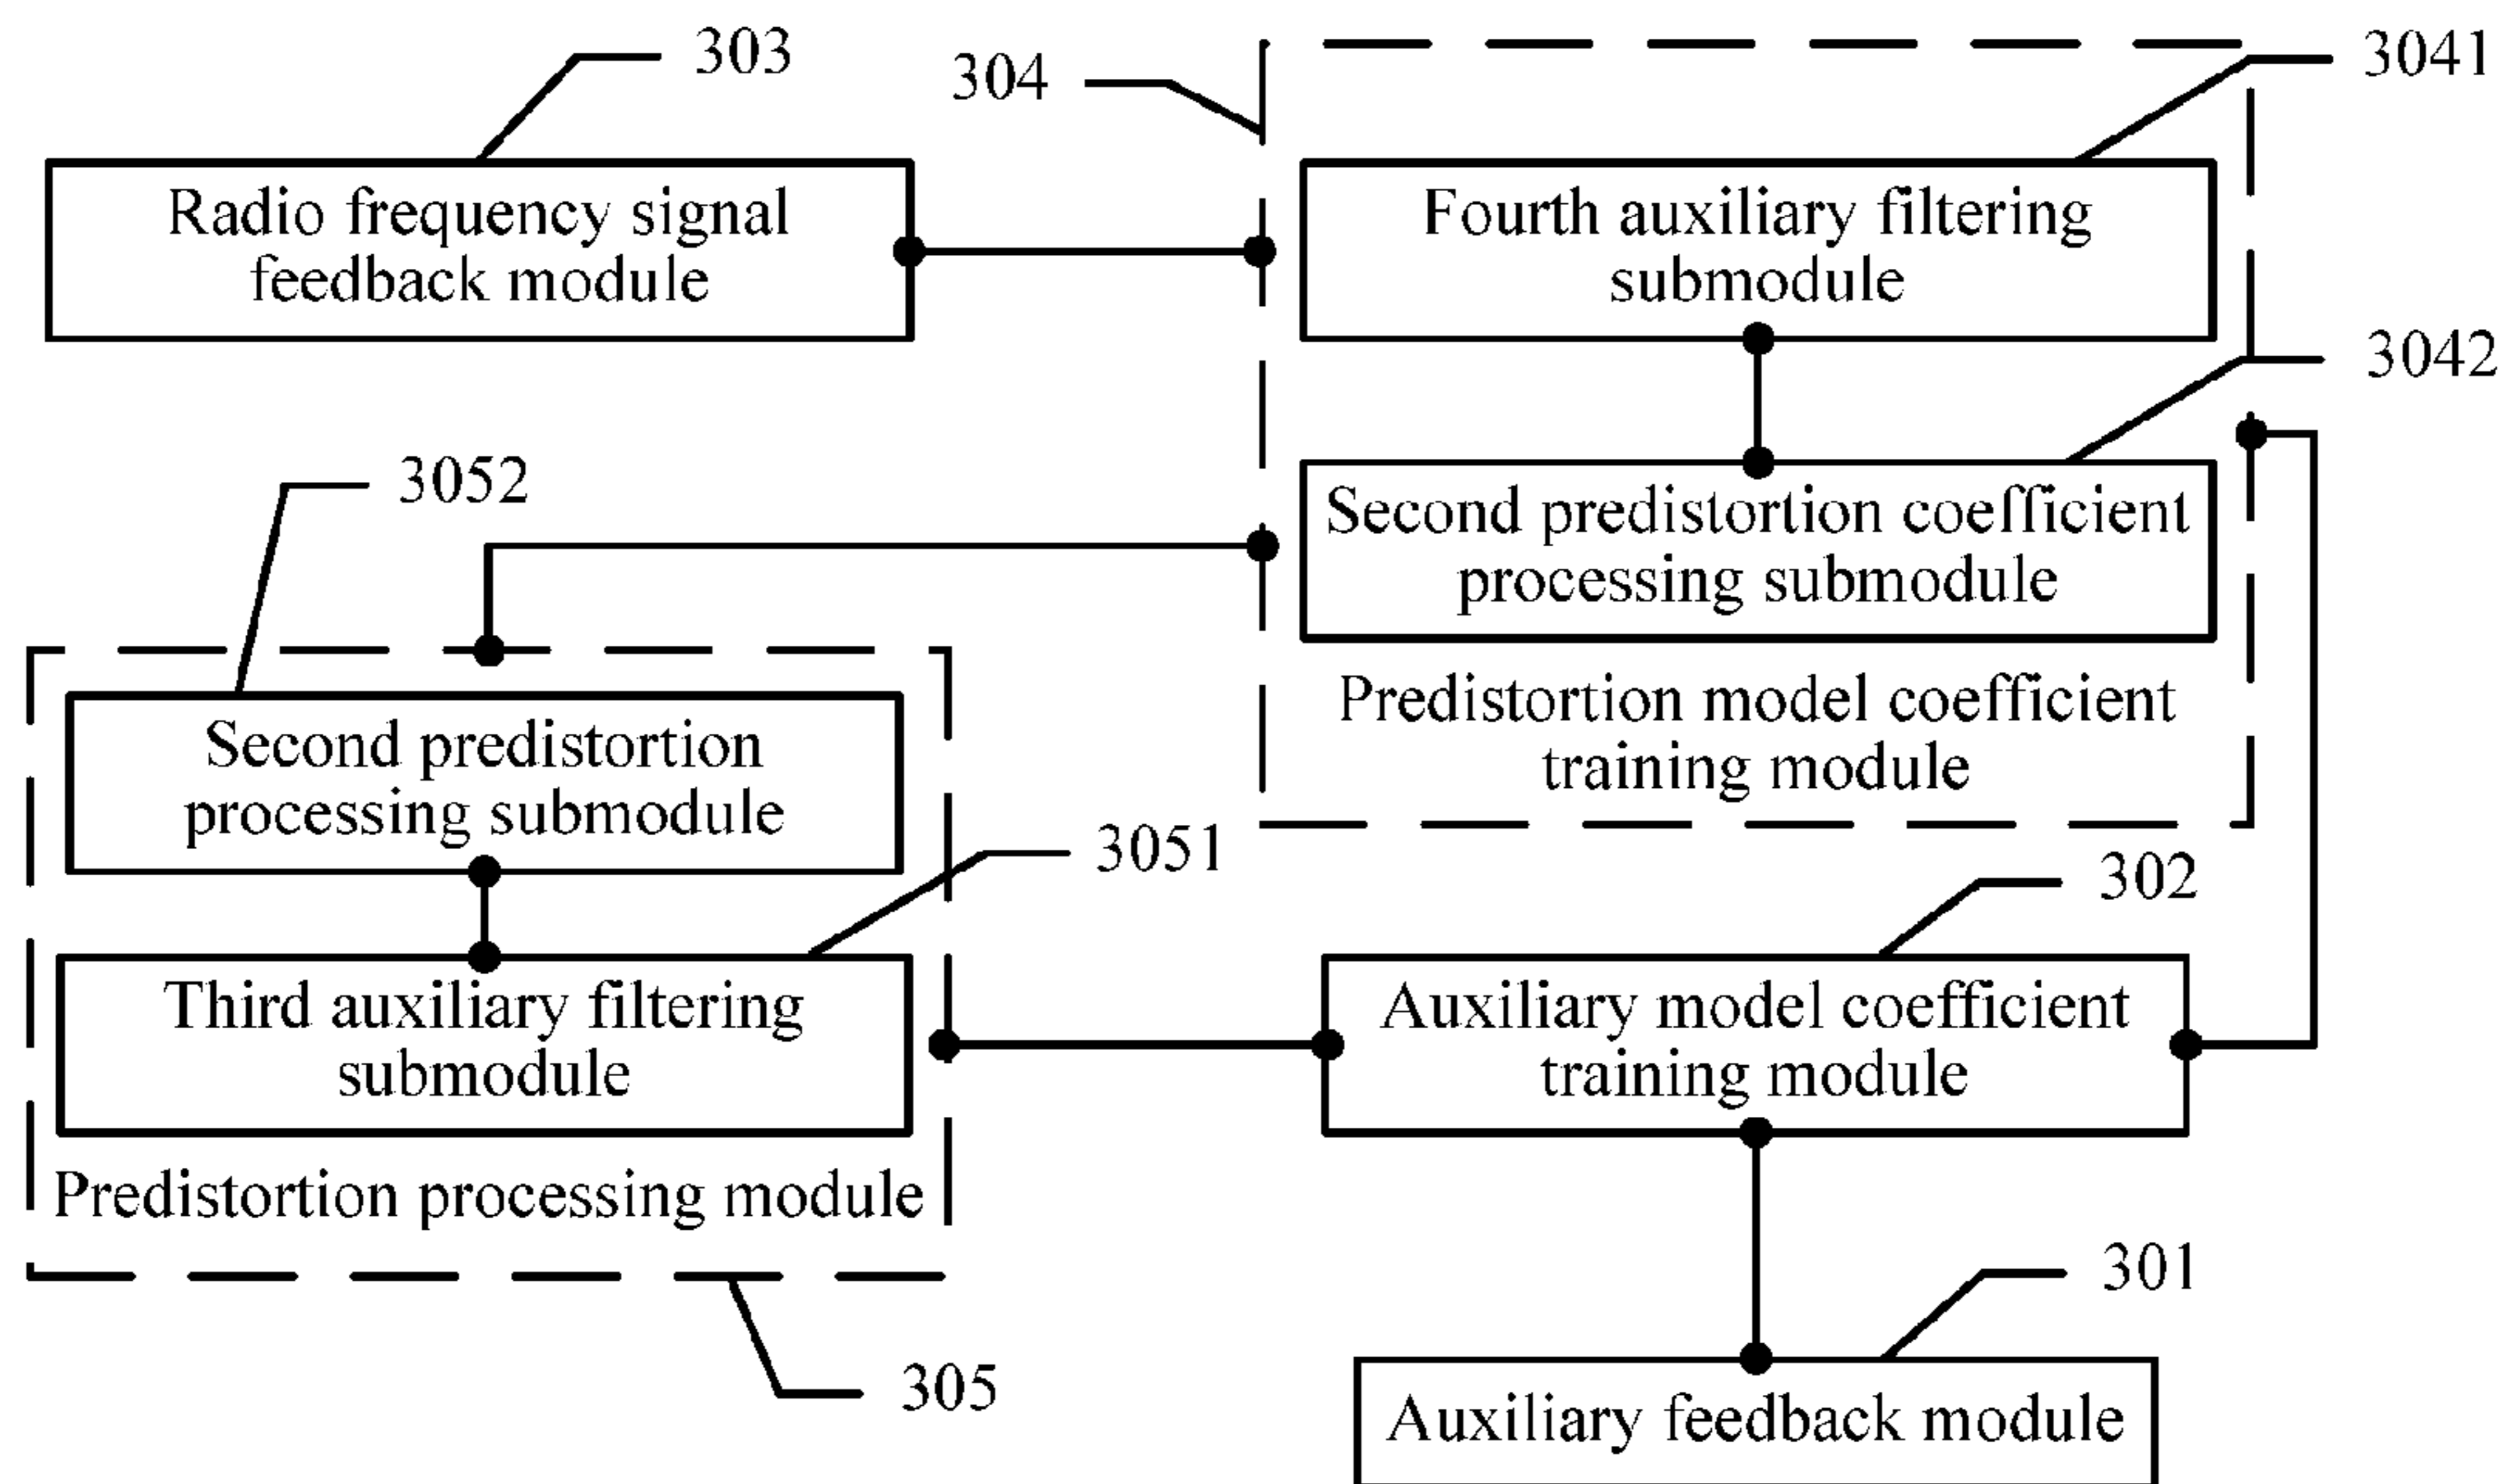 303
304
3041
Radio frequency signal
feedback module
Fourth auxiliary filtering
submodule
3042
3052
Second predistortion coefficient
processing submodule
Predistortion model coefficient
training module
Second predistortion
processing submodule
3051
302
Third auxiliary filtering
submodule
Auxiliary model coefficient
training module
Predistortion processing module
301
305
Auxiliary feedback module